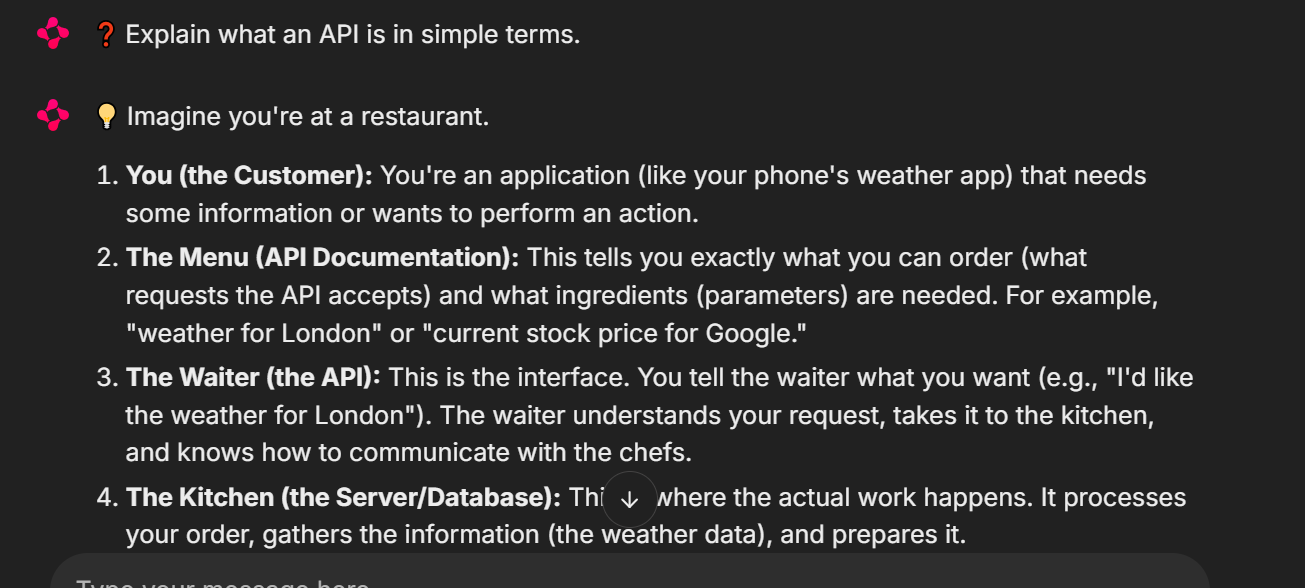 ❓ Explain what an API is in simple terms.
💡 Imagine you're at a restaurant.
1. You (the Customer): You're an application (like your phone's weather app) that needs
some information or wants to perform an action.
2. The Menu (API Documentation): This tells you exactly what you can order (what
requests the API accepts) and what ingredients (parameters) are needed. For example,
"weather for London" or "current stock price for Google."
3. The Waiter (the API): This is the interface. You tell the waiter what you want (e.g., "I'd like
the weather for London"). The waiter understands your request, takes it to the kitchen,
and knows how to communicate with the chefs.
4. The Kitchen (the Server/Database): where the actual work happens. It processes
your order, gathers the information (the weather data), and prepares it.
Type your message here